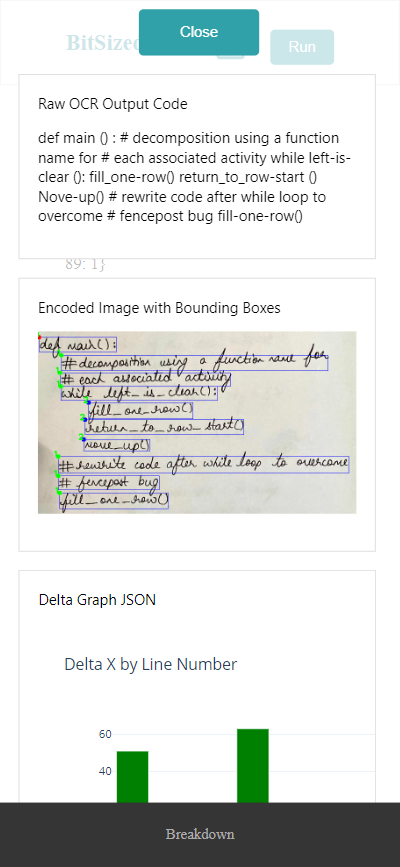 BitSized
Close
Run
Raw OCR Output Code
def main () : # decomposition using a function
name for # each associated activity while left-is-
clear (): fill_one-row() return_to_row-start ()
Nove-up() # rewrite code after while loop to
overcome # fencepost bug fill-one-row()
89: 1}
Encoded Image with Bounding Boxes
def main():
# decomposition using a function name for
# each associated activity
while left_is_clear():
fill_one_row()
return_to_row_start()
move_up()
# rewrite code after while loop to overcome
# fencepost bug
fill_one_row()
Delta Graph JSON
Delta X by Line Number
60
40
Breakdown